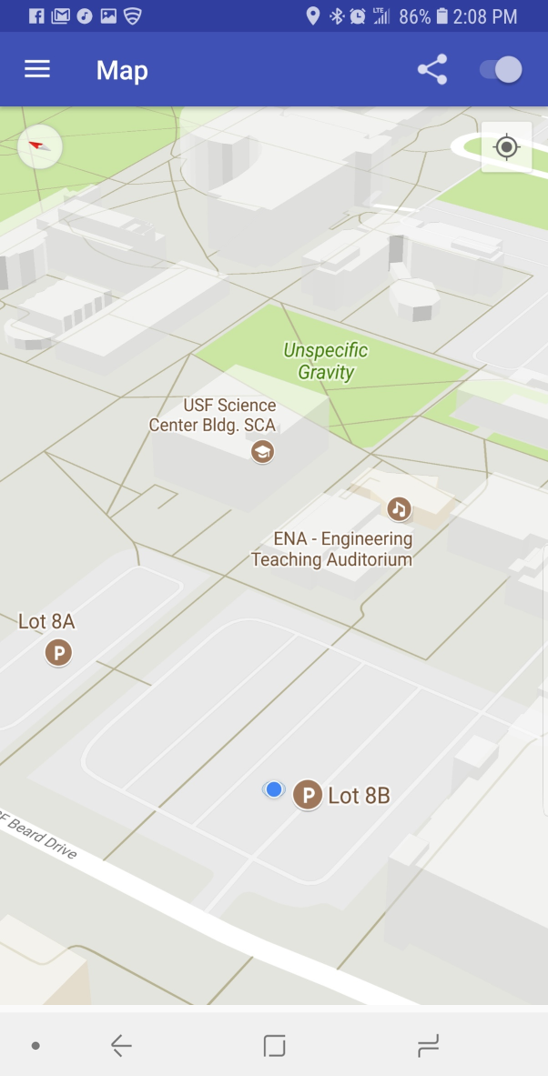 86% 2:08 PM
Map
Unspecific
Gravity
USF Science
Center Bldg. SCA
ENA - Engineering
Teaching Auditorium
Lot 8A
P
P Lot 8B
F Beard Drive